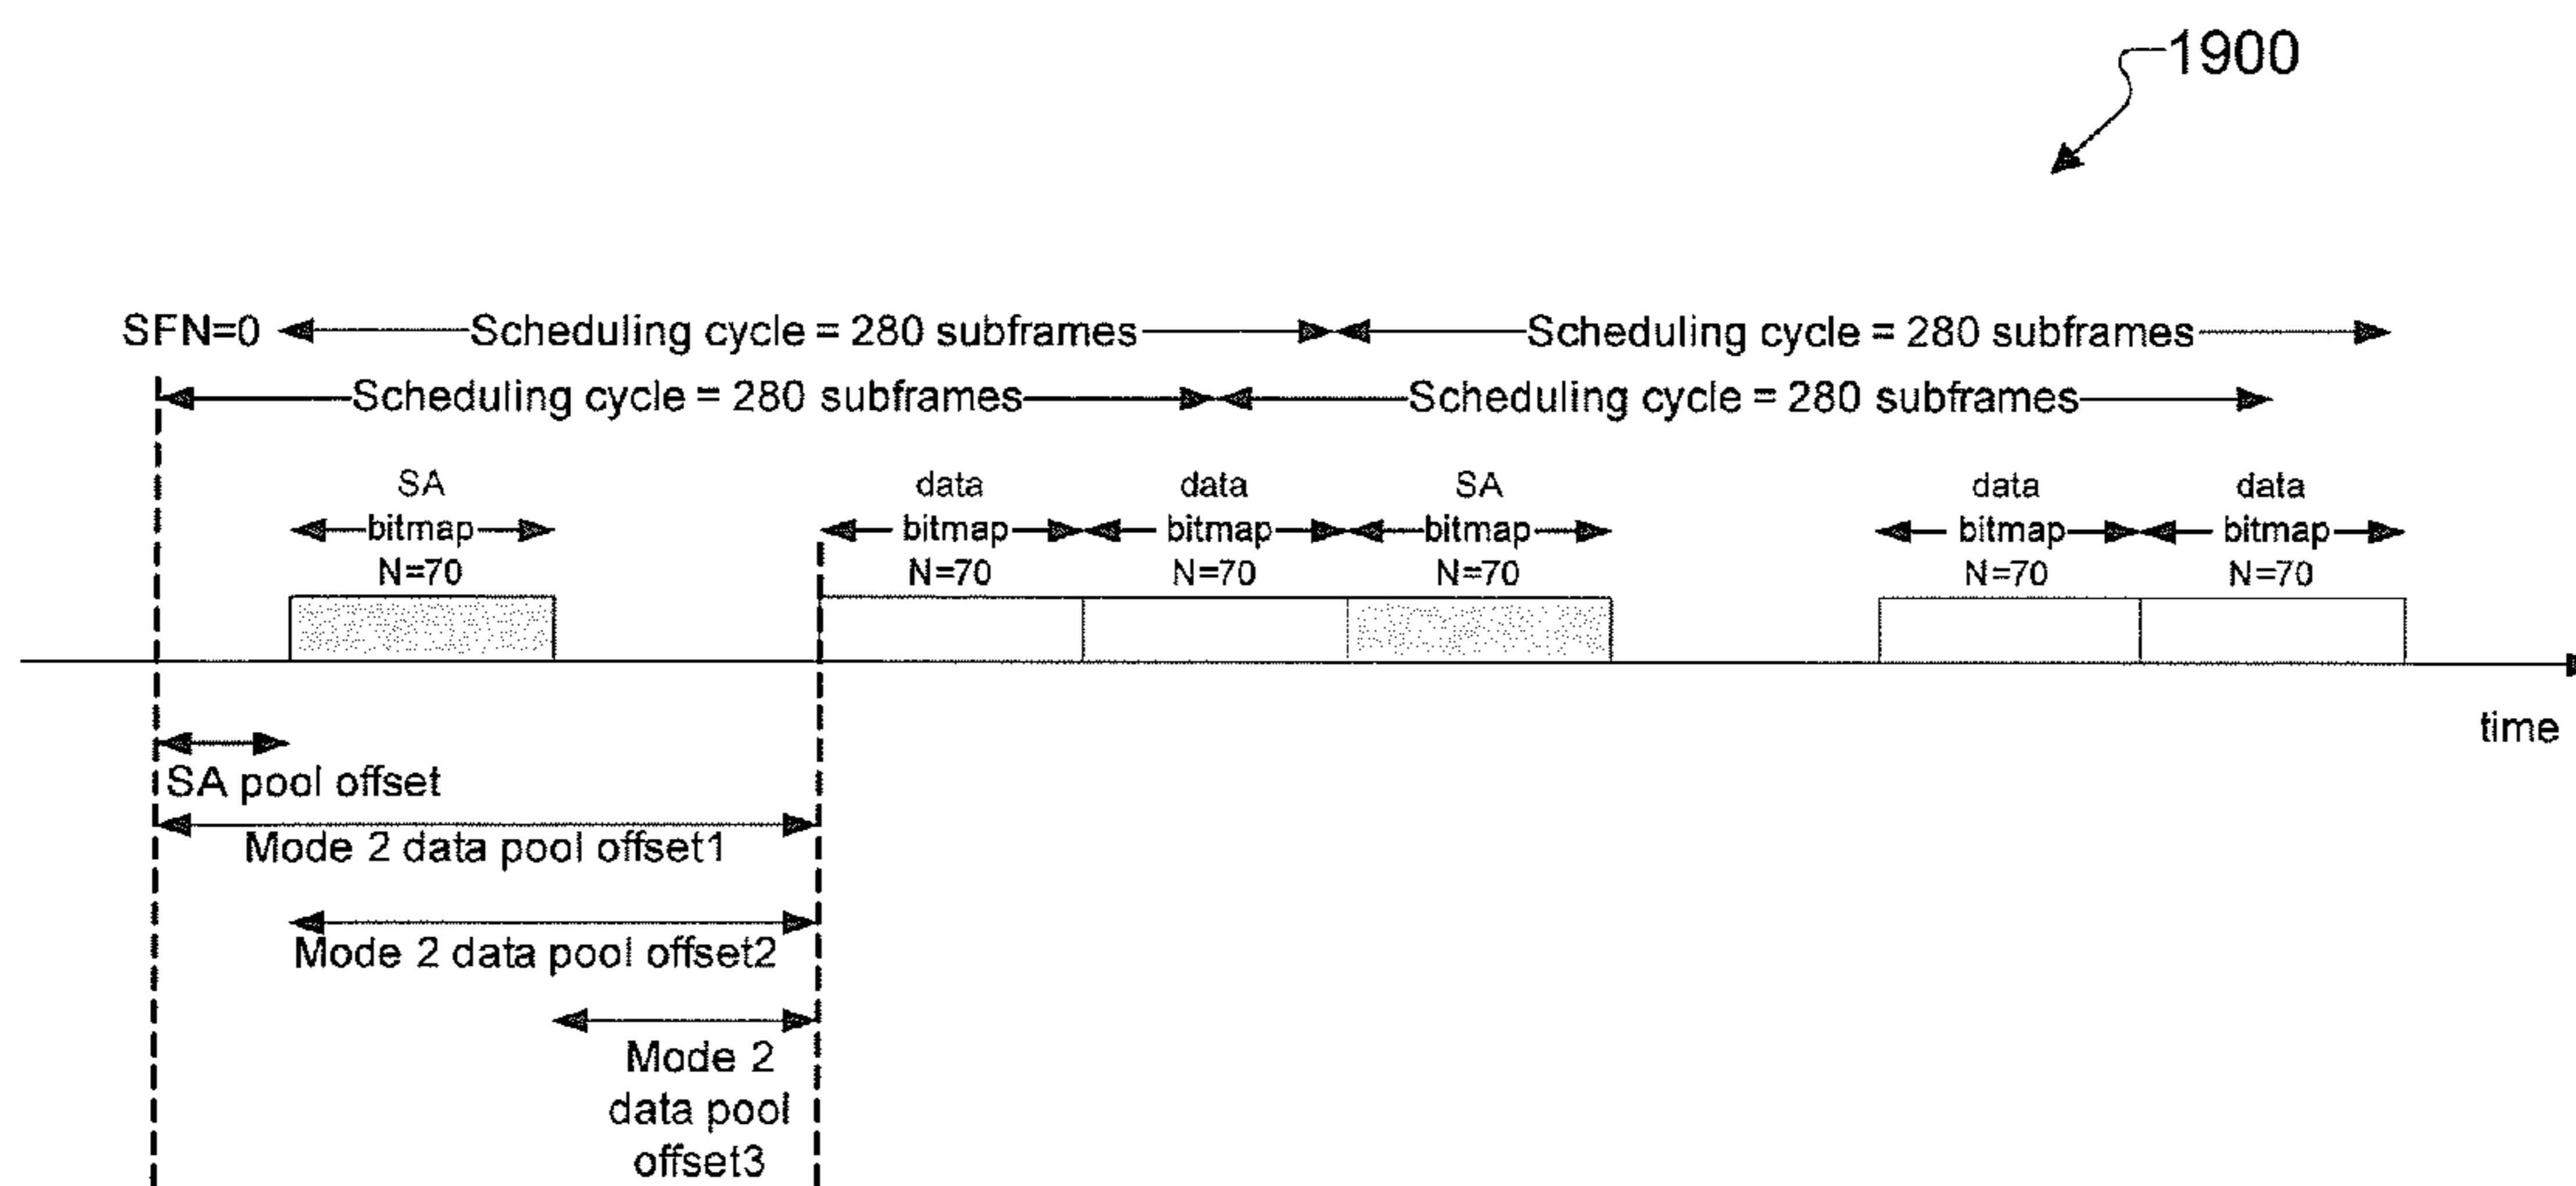 1900
SFN=0 Scheduling cycle = 280 subframes Scheduling cycle = 280 subframes
Scheduling cycle = 280 subframes Scheduling cycle = 280 subframes
SA data data SA data data
bitmap bitmap bitmap bitmap bitmap bitmap
N=70 N=70 N=70 N=70 N=70 N=70
time
SA pool offset
Mode 2 data pool offset1
Mode 2 data pool offset2
Mode 2
data pool
offset3